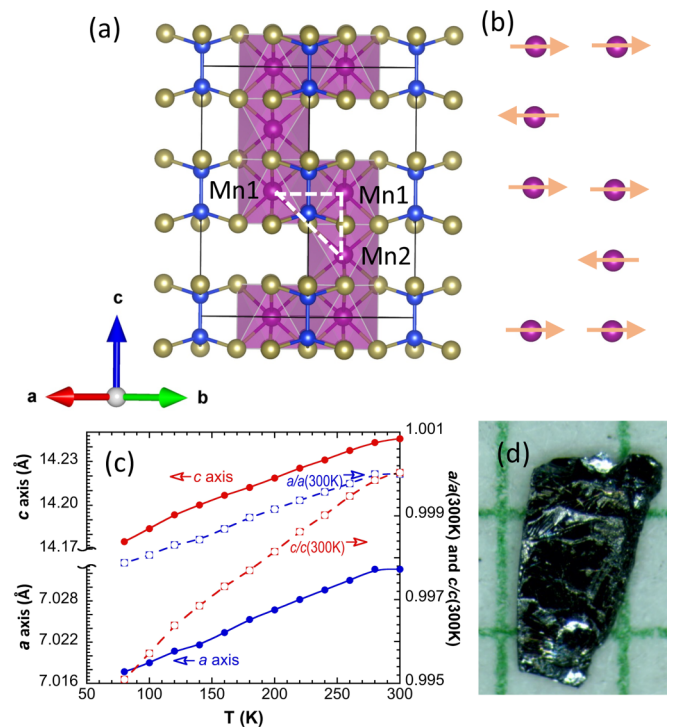 (a)
(b)
Mn1
Mn1
Mn2
c
a
b
(c)
(d)
c axis (Å)
14.23
14.20
14.17
a axis (Å)
7.028
7.022
7.016
c axis
a/a(300K)
c/c(300K)
a axis
1.001
0.999
0.997
0.995
a/a(300K) and c/c(300K)
50
100
150
200
250
300
T (K)